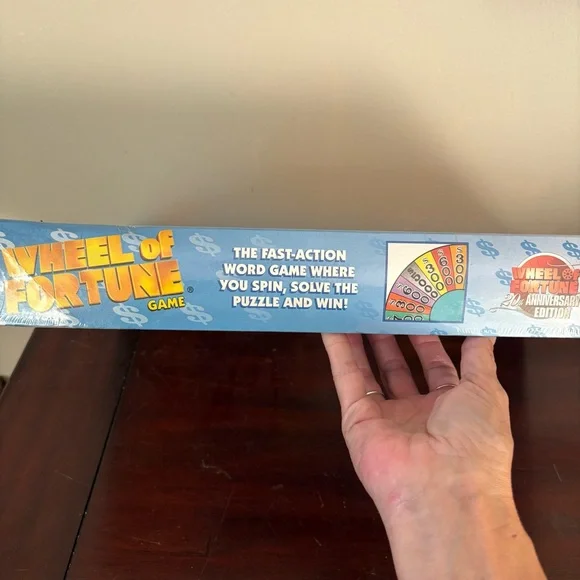 WHEEL of
FORTUNE®
GAME
THE FAST-ACTION
WORD GAME WHERE
YOU SPIN, SOLVE THE
PUZZLE AND WIN!
WHEEL OF
FORTUNE
20th ANNIVERSARY
EDITION